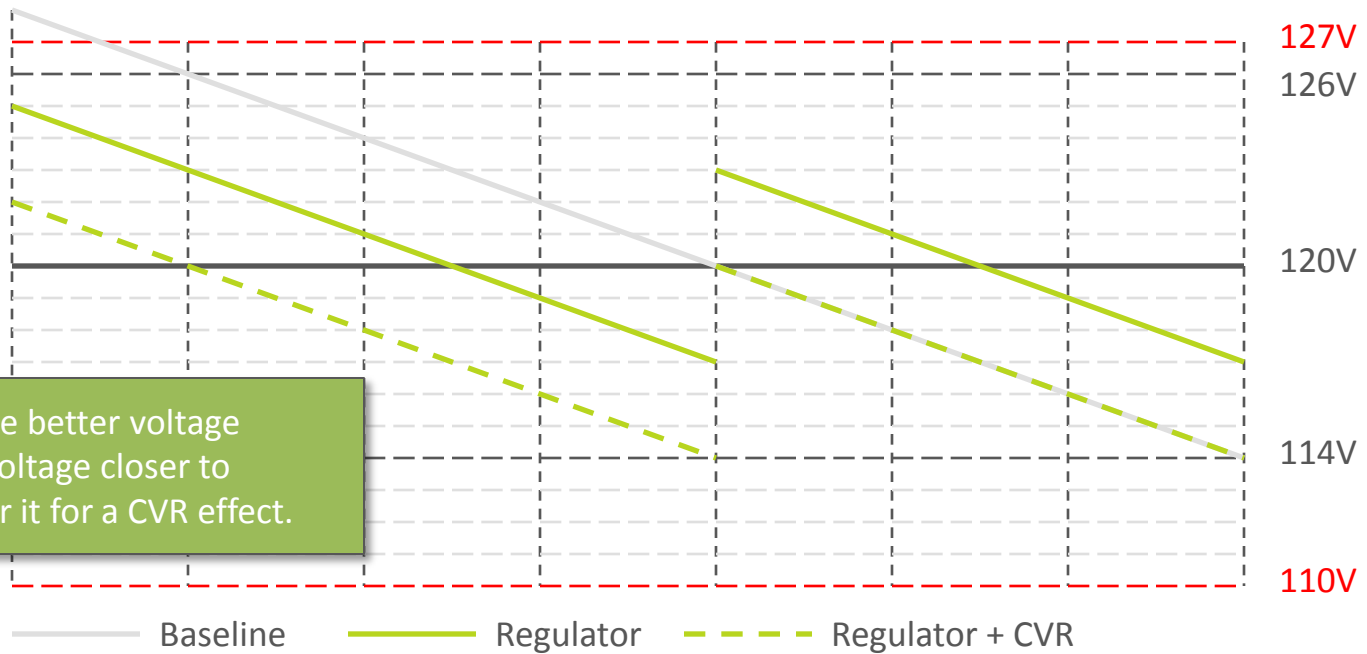 127V
126V
120V
114V
e better voltage
oltage closer to
r it for a CVR effect.
110V
Baseline
Regulator
Regulator + CVR